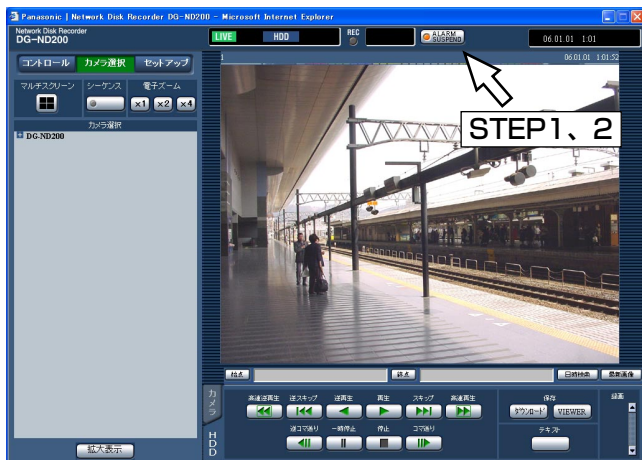 Panasonic | Network Disk Recorder DG-ND200 - Microsoft Internet Explorer
Network Disk Recorder
DG-ND200
LIVE HDD REC ALARM SUSPEND 06.01.01 1:01
コントロール カメラ選択 セットアップ
1 06.01.01 1:01:52
マルチスクリーン シーケンス 電子ズーム
×1 ×2 ×4
カメラ選択
DG-ND200
STEP1、2
始点 終点 日時検索 最新画像
カメラ
HDD
高速逆再生 逆スキップ 逆再生 再生 スキップ 高速再生 保存 録画
ダウンロード VIEWER
逆コマ送り 一時停止 停止 コマ送り テキスト
拡大表示